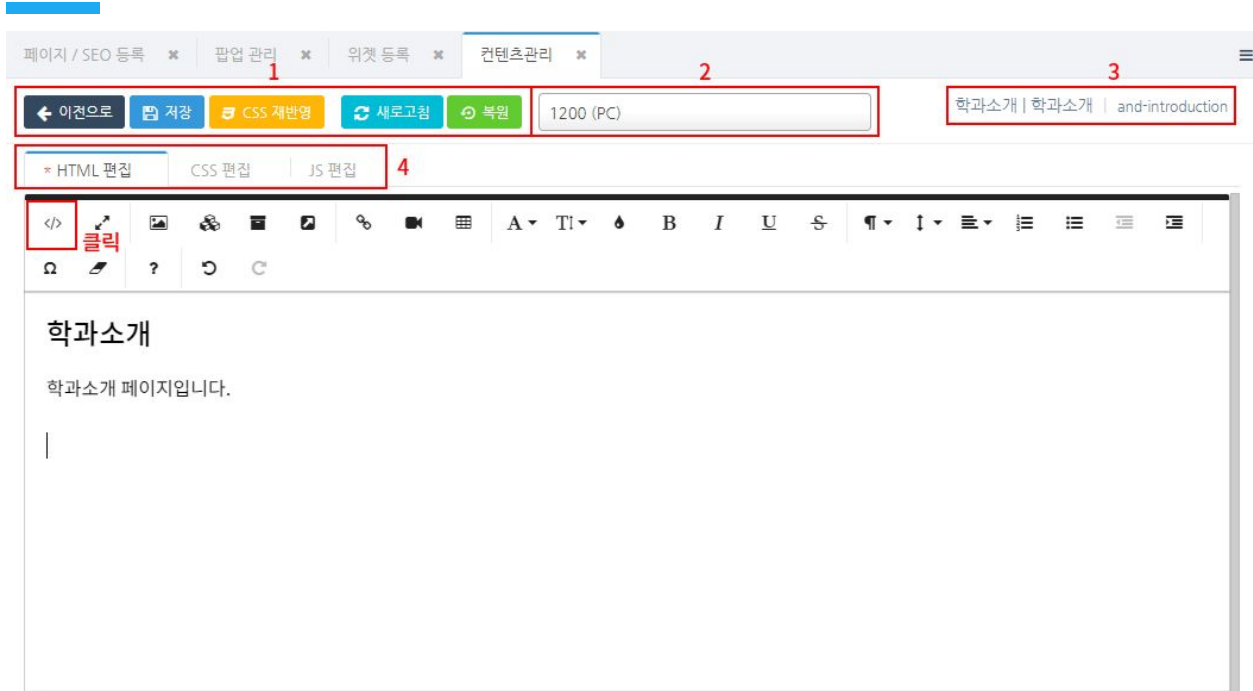 페이지 / SEO 등록 팝업 관리 위젯 등록 컨텐츠관리
1 2 3
이전으로 저장 CSS 재반영 새로고침 복원 1200 (PC) 학과소개 | 학과소개 | and-introduction
* HTML 편집 CSS 편집 JS 편집 4
</> A TI B I U S ¶
클릭
Ω ?
학과소개
학과소개 페이지입니다.